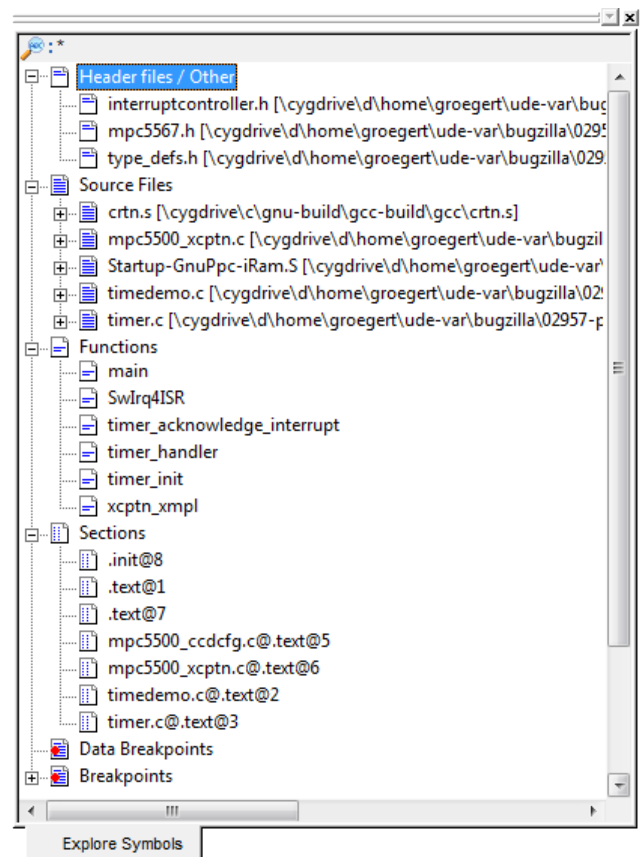 :*
Header files / Other
interruptcontroller.h [\cygdrive\d\home\groegert\ude-var\bug
mpc5567.h [\cygdrive\d\home\groegert\ude-var\bugzilla\0295
type_defs.h [\cygdrive\d\home\groegert\ude-var\bugzilla\029
Source Files
crtn.s [\cygdrive\c\gnu-build\gcc-build\gcc\crtn.s]
mpc5500_xcptn.c [\cygdrive\d\home\groegert\ude-var\bugzil
Startup-GnuPpc-iRam.S [\cygdrive\d\home\groegert\ude-var\
timedemo.c [\cygdrive\d\home\groegert\ude-var\bugzilla\029
timer.c [\cygdrive\d\home\groegert\ude-var\bugzilla\02957-p
Functions
main
SwIrq4ISR
timer_acknowledge_interrupt
timer_handler
timer_init
xcptn_xmpl
Sections
.init@8
.text@1
.text@7
mpc5500_ccdcfg.c@.text@5
mpc5500_xcptn.c@.text@6
timedemo.c@.text@2
timer.c@.text@3
Data Breakpoints
Breakpoints
Explore Symbols